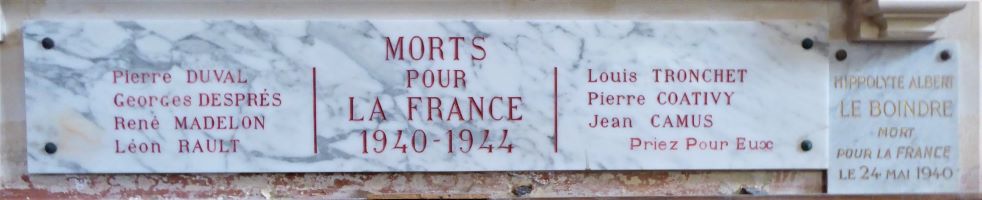 Pierre DUVAL
Georges DESPRÉS
René MADELON
Léon RAULT
MORTS
POUR
LA FRANCE
1940-1944
Louis TRONCHET
Pierre COATIVY
Jean CAMUS
Priez Pour Eux
HIPPOLYTE ALBERT
LE BOINDRE
MORT
POUR LA FRANCE
LE 24 MAI 1940